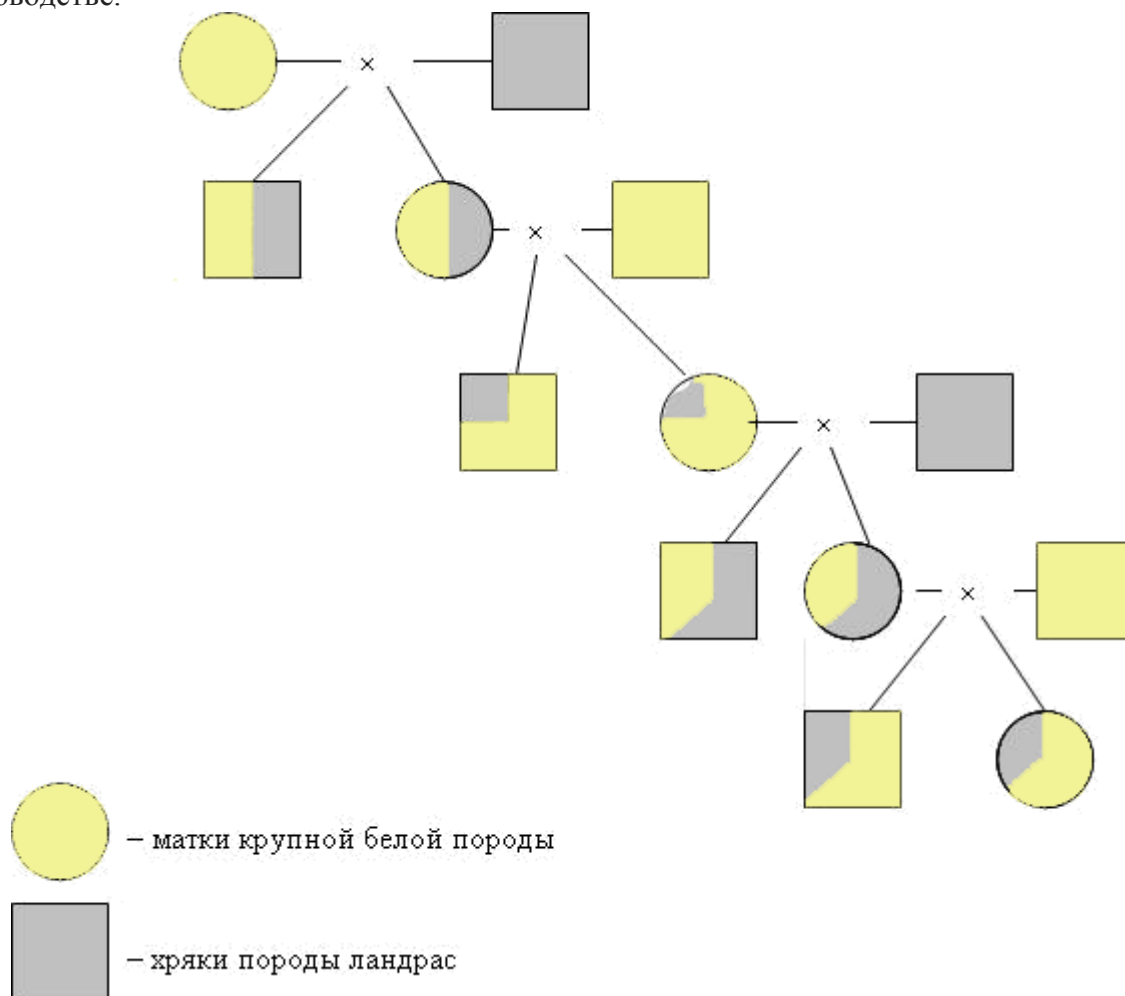 × 
×
×
×
– матки крупной белой породы
– хряки породы ландрас